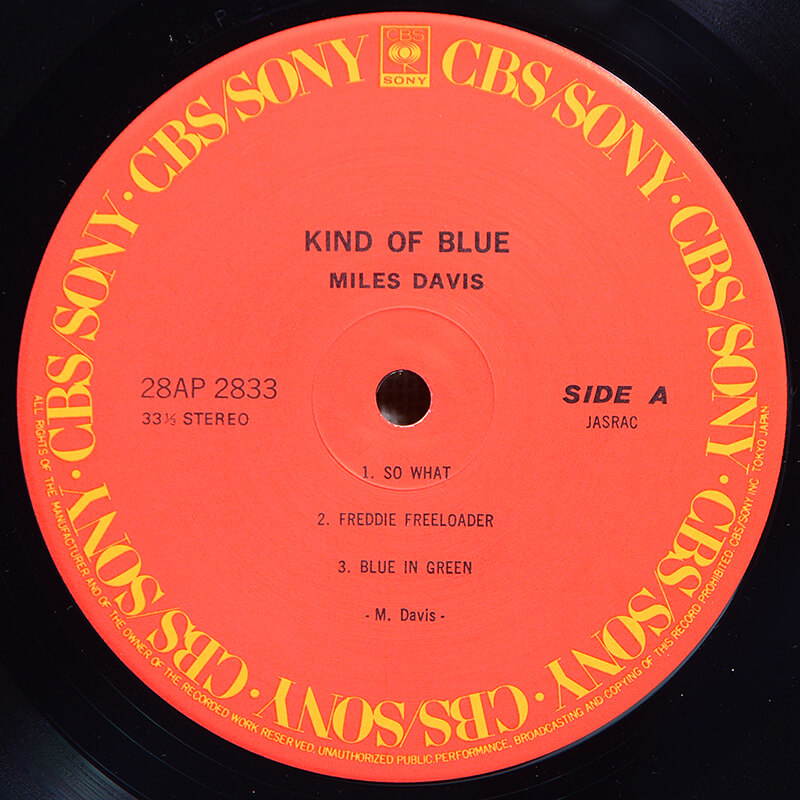 CBS
SONY
CBS/SONY · CBS/SONY · CBS/SONY · CBS/SONY · CBS/SONY · CBS/SONY · CBS/SONY · CBS/SONY
KIND OF BLUE
MILES DAVIS
28AP 2833
33⅓ STEREO
SIDE A
JASRAC
1. SO WHAT
2. FREDDIE FREELOADER
3. BLUE IN GREEN
- M. Davis -
ALL RIGHTS OF THE MANUFACTURER AND OF THE OWNER OF THE RECORDED WORK RESERVED. UNAUTHORIZED PUBLIC PERFORMANCE, BROADCASTING AND COPYING OF THIS RECORD PROHIBITED. CBS/SONY INC. TOKYO JAPAN